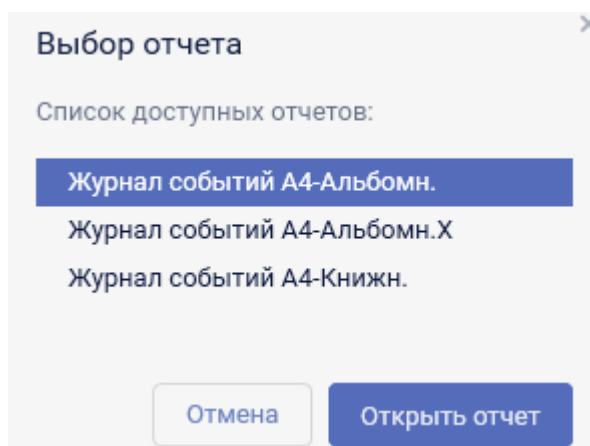 Выбор отчета
Список доступных отчетов:
Журнал событий А4-Альбомн.
Журнал событий А4-Альбомн.X
Журнал событий А4-Книжн.
Отмена Открыть отчет